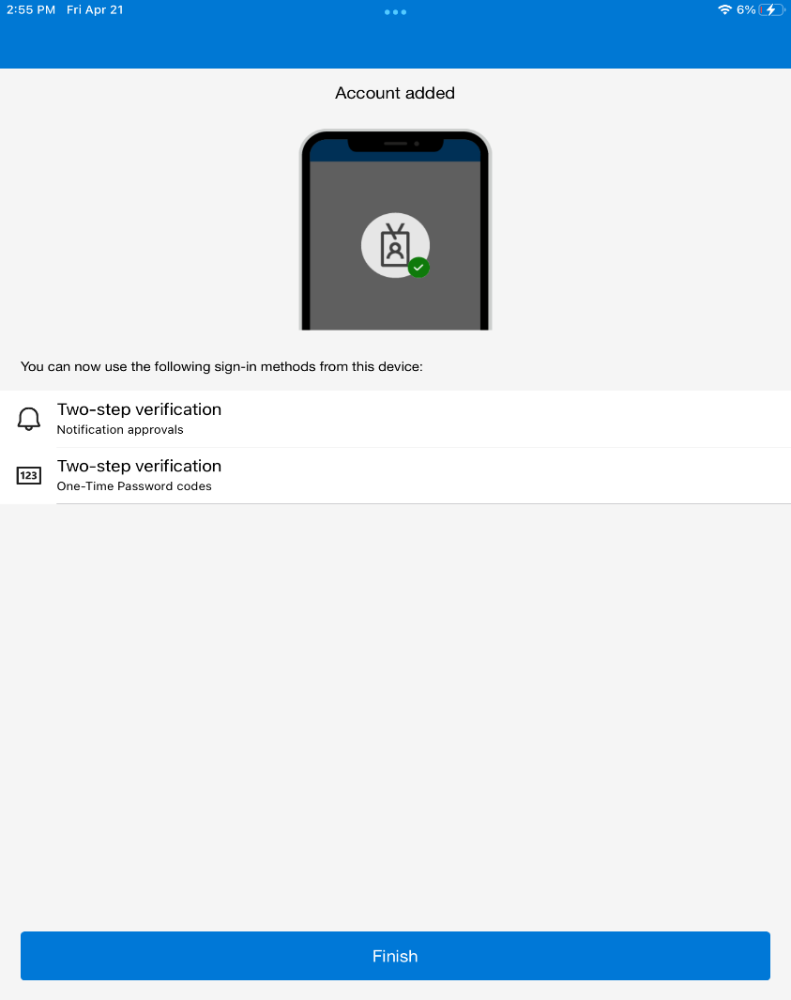 2:55 PM Fri Apr 21
6%
Account added
You can now use the following sign-in methods from this device:
Two-step verification
Notification approvals
123
Two-step verification
One-Time Password codes
Finish